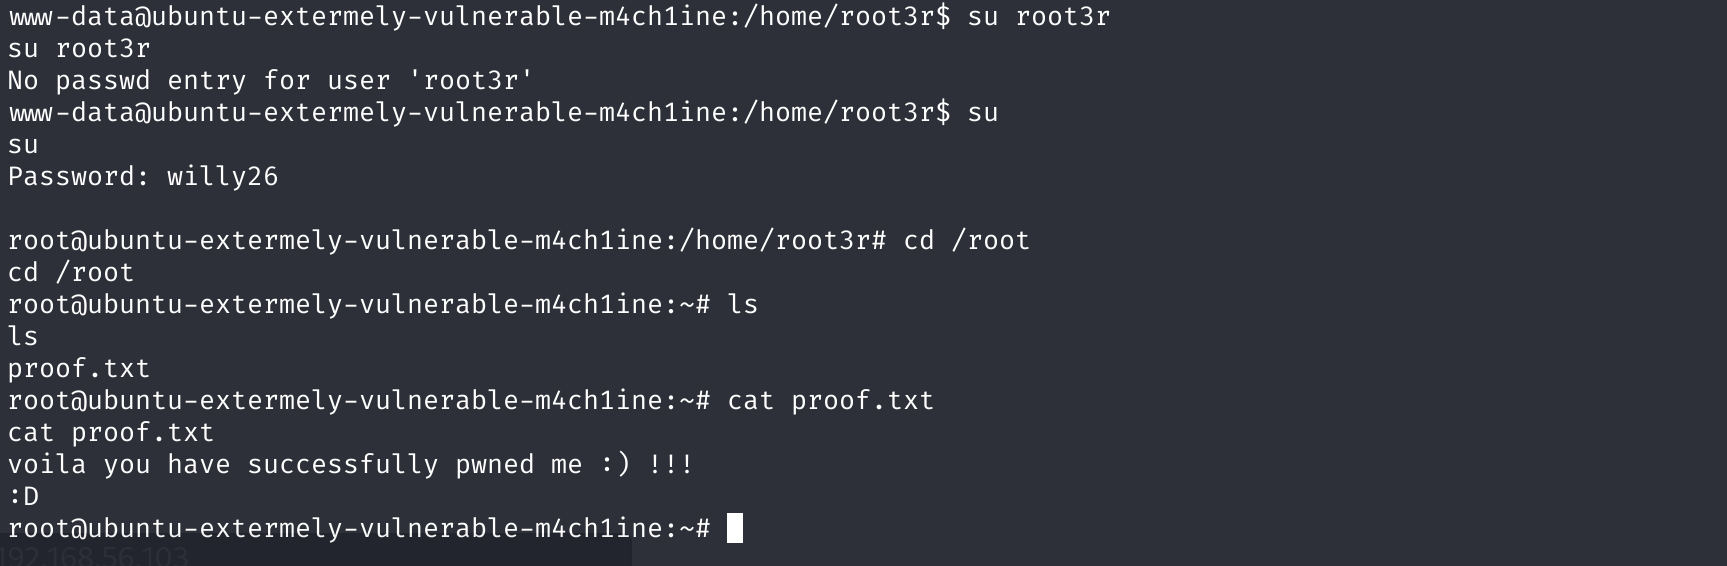 www-data@ubuntu-extermely-vulnerable-m4ch1ine:/home/root3r$ su root3r
su root3r
No passwd entry for user 'root3r'
www-data@ubuntu-extermely-vulnerable-m4ch1ine:/home/root3r$ su
su
Password: willy26
root@ubuntu-extermely-vulnerable-m4ch1ine:/home/root3r# cd /root
cd /root
root@ubuntu-extermely-vulnerable-m4ch1ine:~# ls
ls
proof.txt
root@ubuntu-extermely-vulnerable-m4ch1ine:~# cat proof.txt
cat proof.txt
voila you have successfully pwned me :) !!!
:D
root@ubuntu-extermely-vulnerable-m4ch1ine:~#
192.168.56.103